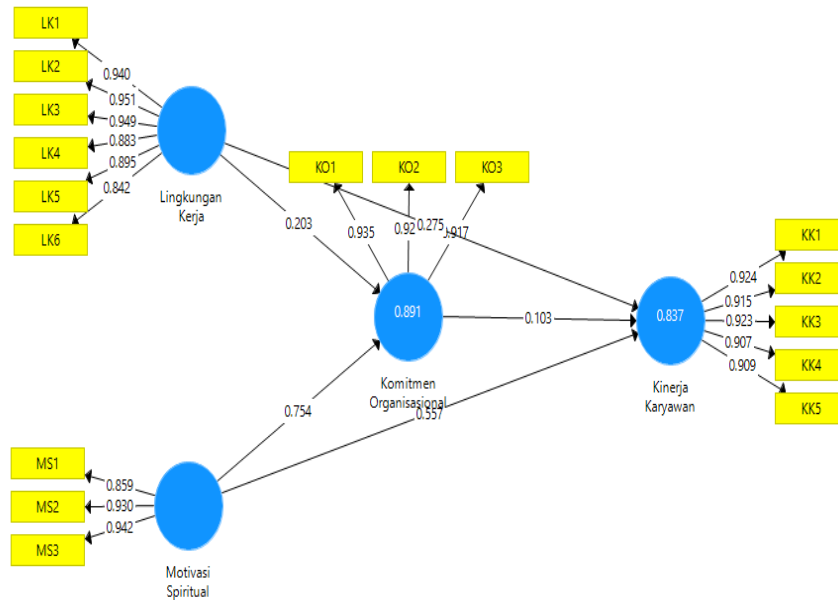 LK1
LK2
LK3
LK4
LK5
LK6
0.940
0.951
0.949
0.883
0.895
0.842
Lingkungan
Kerja
KO1
KO2
KO3
0.935
0.92
0.917
0.203
0.275
0.891
Komitmen
Organisasional
0.103
0.754
0.557
0.837
Kinerja
Karyawan
KK1
KK2
KK3
KK4
KK5
0.924
0.915
0.923
0.907
0.909
MS1
MS2
MS3
0.859
0.930
0.942
Motivasi
Spiritual